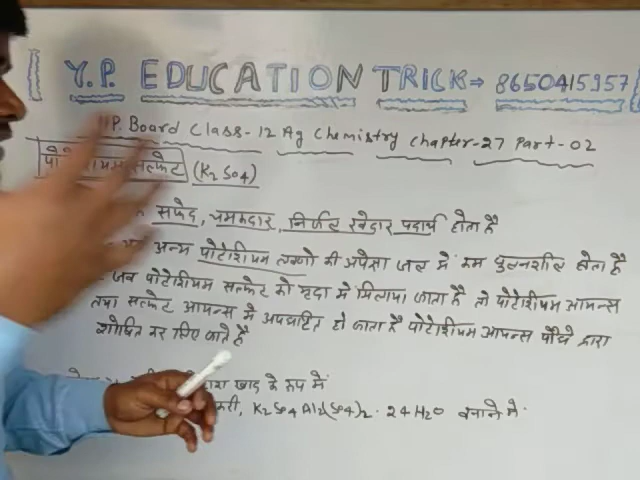 Y.P. EDUCATION TRICK→ 8650415957
U.P. Board Class-12 Ag Chemistry Chapter-27 Part-02
सल्फेट (K2SO4)
सफेद, चमकदार, निर्जल रवेदार पदार्थ होता है
अन्य पोटेशियम लवणों की अपेक्षा जल में कम घुलनशील होता है
जब पोटेशियम सल्फेट को मृदा में मिलाया जाता है तो पोटेशियम आयन्स
तथा सल्फेट आयन्स में अपघटित हो जाता है पोटेशियम आयन्स पौधे द्वारा
शोषित कर लिए जाते है
खाद के रूप में
K2SO4 Al2(SO4)2. 24H2O बनाने में.